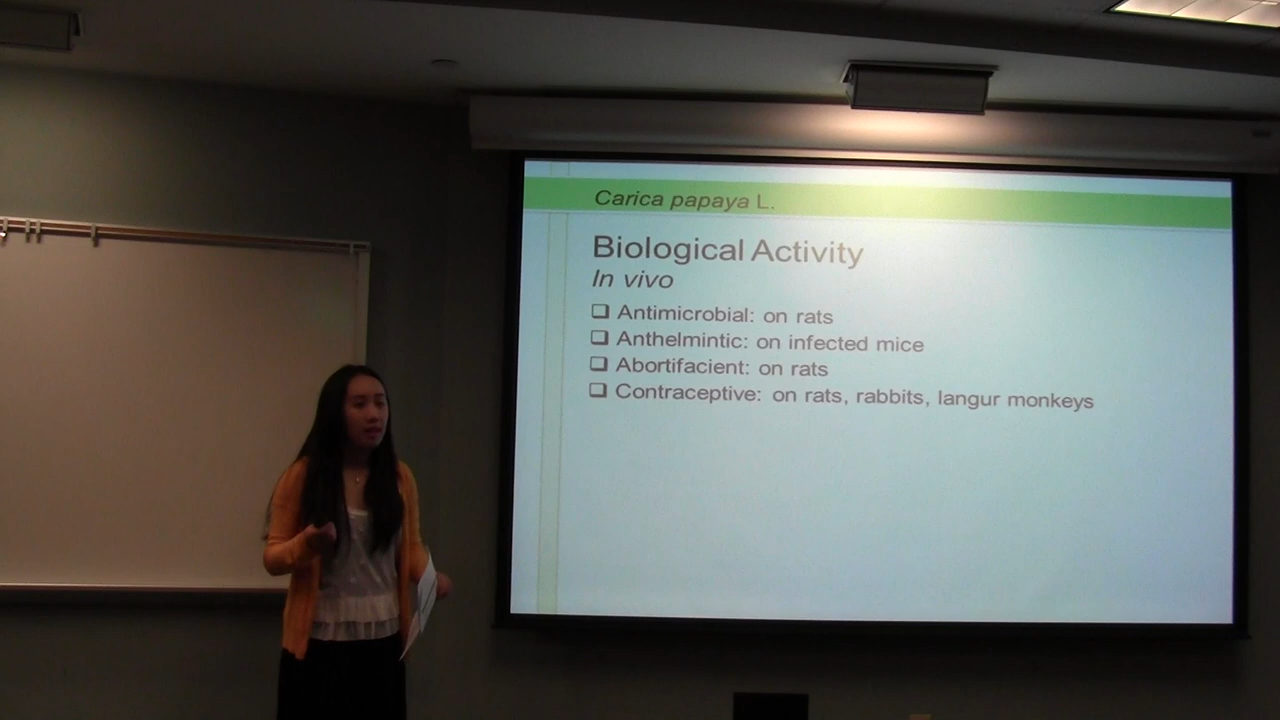 Carica papaya L.
Biological Activity
In vivo
❑ Antimicrobial: on rats
❑ Anthelmintic: on infected mice
❑ Abortifacient: on rats
❑ Contraceptive: on rats, rabbits, langur monkeys